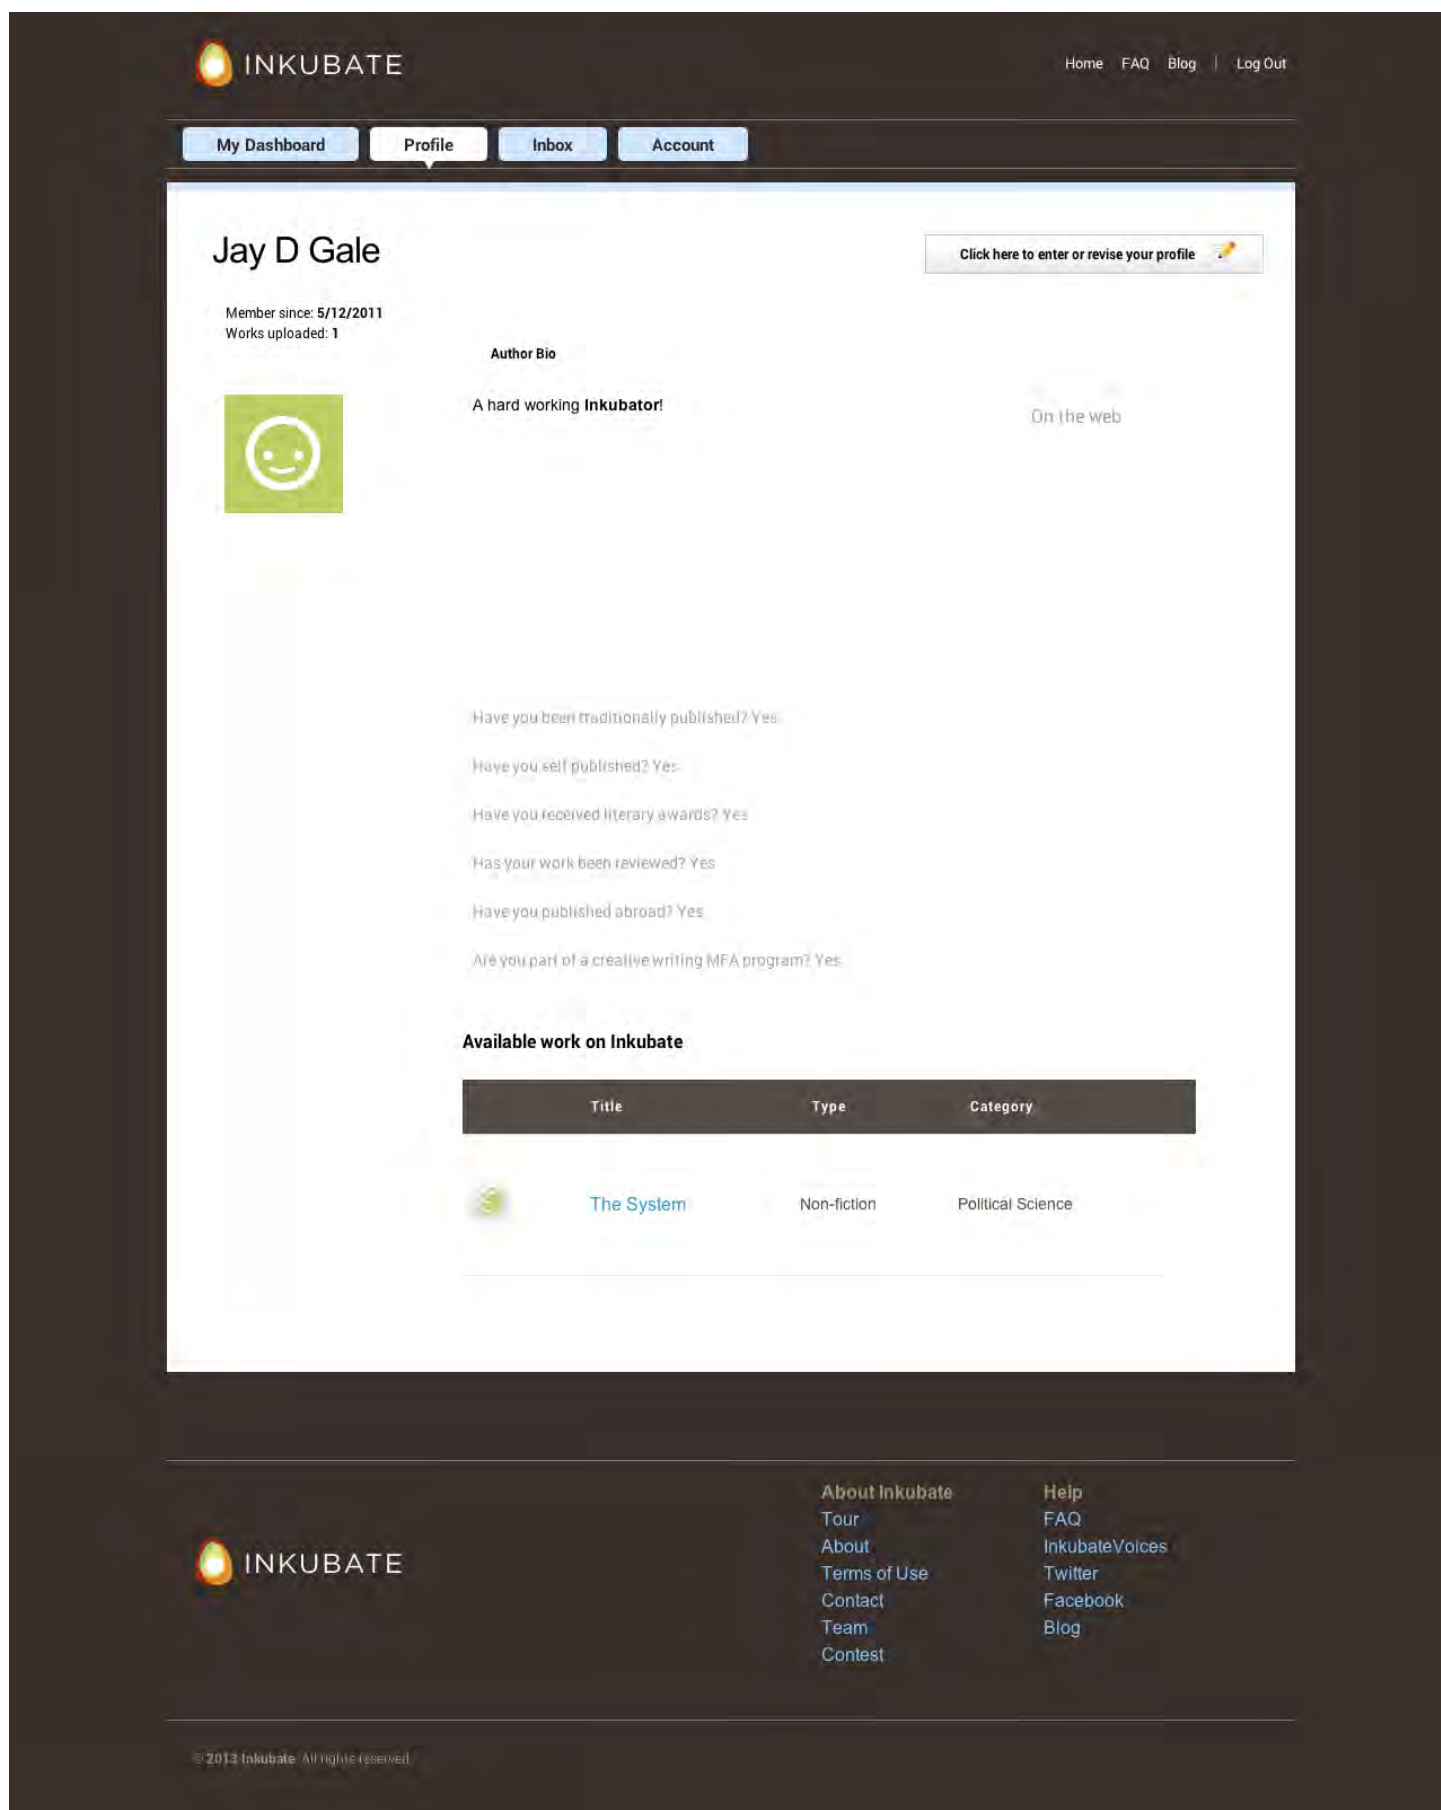 INKUBATE
Home FAQ Blog | Log Out
My Dashboard Profile Inbox Account
Jay D Gale
Click here to enter or revise your profile
Member since: 5/12/2011
Works uploaded: 1
Author Bio
A hard working Inkubator!
On the web
Have you been traditionally published? Yes
Have you self published? Yes
Have you received literary awards? Yes
Has your work been reviewed? Yes
Have you published abroad? Yes
Are you part of a creative writing MFA program? Yes
Available work on Inkubate
Title Type Category
The System Non-fiction Political Science
About Inkubate Help
Tour FAQ
About InkubateVoices
Terms of Use Twitter
Contact Facebook
Team Blog
Contest
INKUBATE
© 2013 Inkubate. All rights reserved.